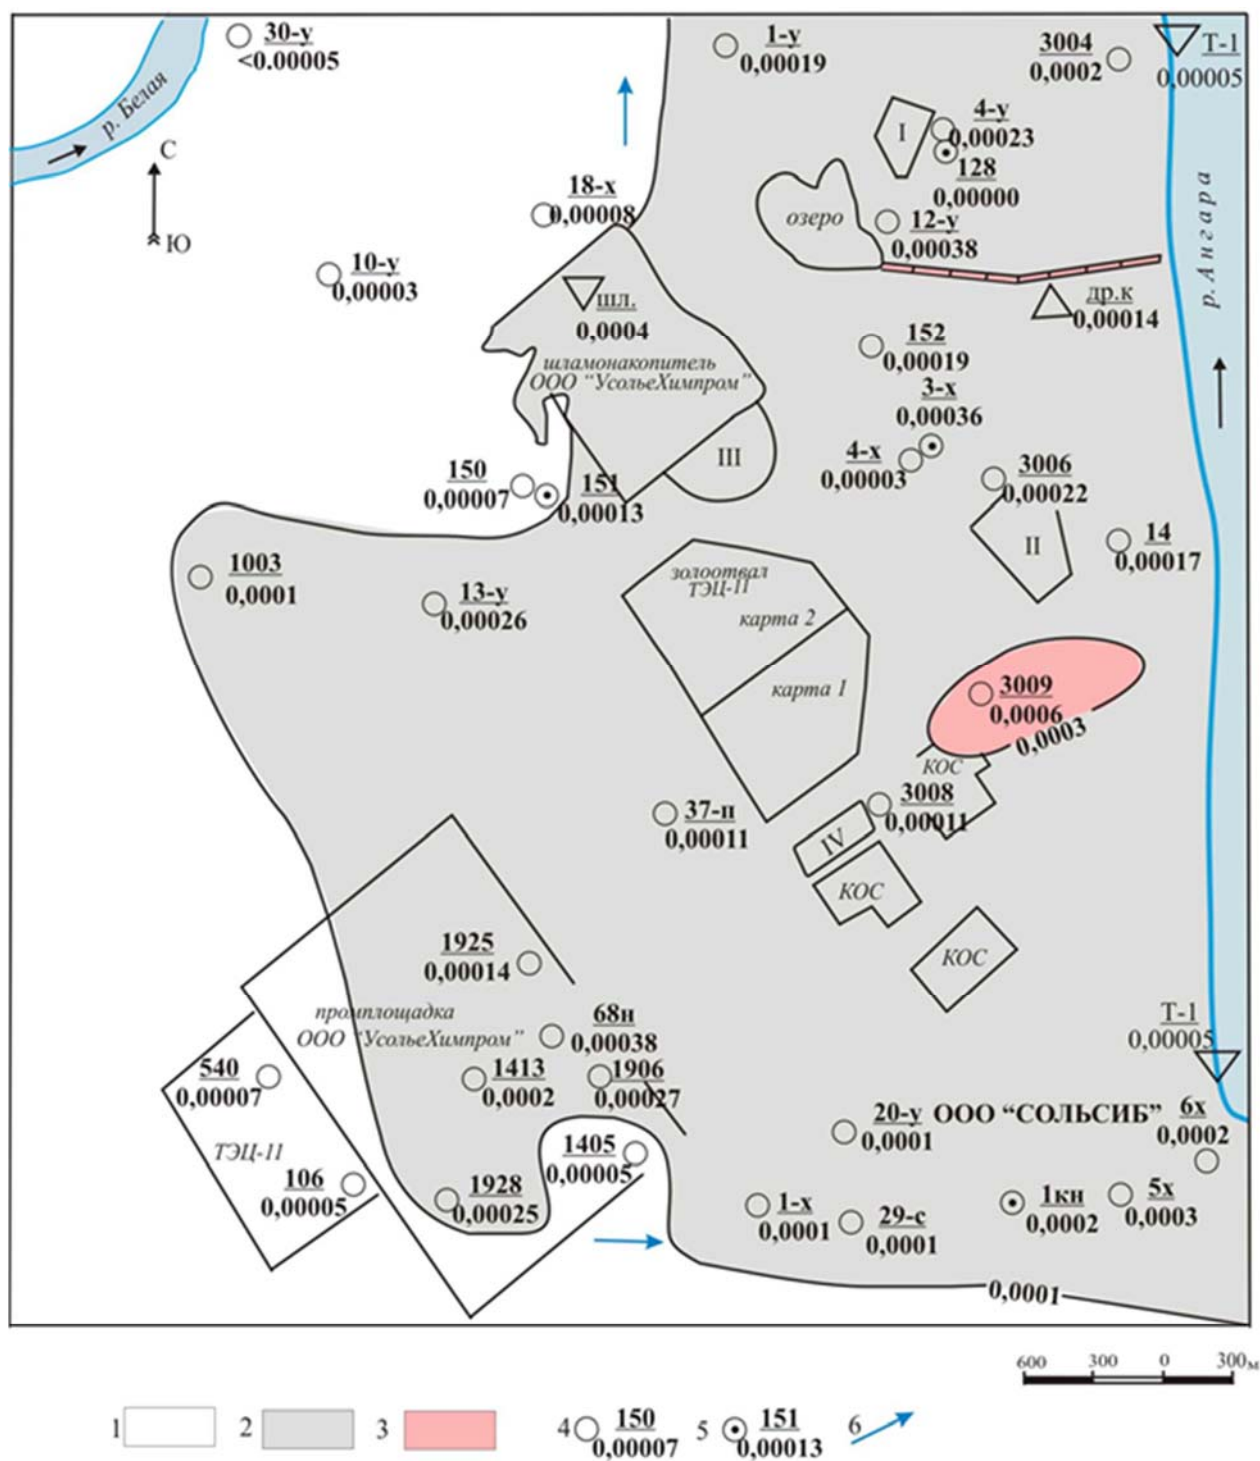 30-у
<0.00005
1-у
0,00019
3004
0,0002
Т-1
0,00005
р. Белая
С
Ю
I
4-у
0,00023
128
0,00000
18-х
0,00008
озеро
12-у
0,00038
р. Ангара
10-у
0,00003
шл.
0,0004
др.к
0,00014
шламонакопитель
ООО “УсольеХимпром”
152
0,00019
3-х
0,00036
4-х
0,00003
III
150
0,00007
151
0,00013
3006
0,00022
II
14
0,00017
1003
0,0001
13-у
0,00026
золоотвал
ТЭЦ-11
карта 2
карта 1
3009
0,0006
0,0003
КОС
37-п
0,00011
3008
0,00011
IV
КОС
КОС
1925
0,00014
промплощадка
ООО “УсольеХимпром”
68н
0,00038
Т-1
0,00005
540
0,00007
1413
0,0002
1906
0,00027
ТЭЦ-11
106
0,00005
1405
0,00005
1928
0,00025
20-у
0,0001
ООО “СОЛЬСИБ”
6х
0,0002
1-х
0,0001
29-с
0,0001
1кн
0,0002
5х
0,0003
0,0001
600 300 0 300м
1
2
3
4 150
0,00007
5 151
0,00013
6